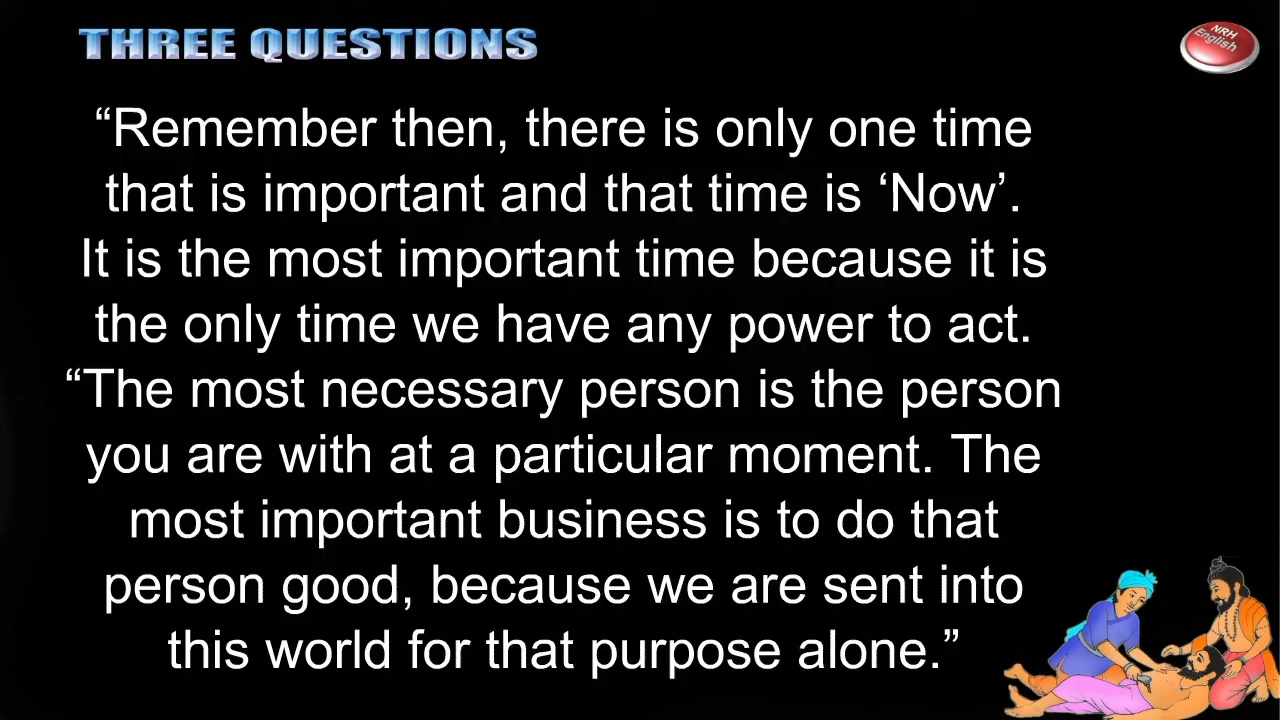 THREE QUESTIONS
NRH
English
“Remember then, there is only one time
that is important and that time is ‘Now’.
It is the most important time because it is
the only time we have any power to act.
“The most necessary person is the person
you are with at a particular moment. The
most important business is to do that
person good, because we are sent into
this world for that purpose alone.”